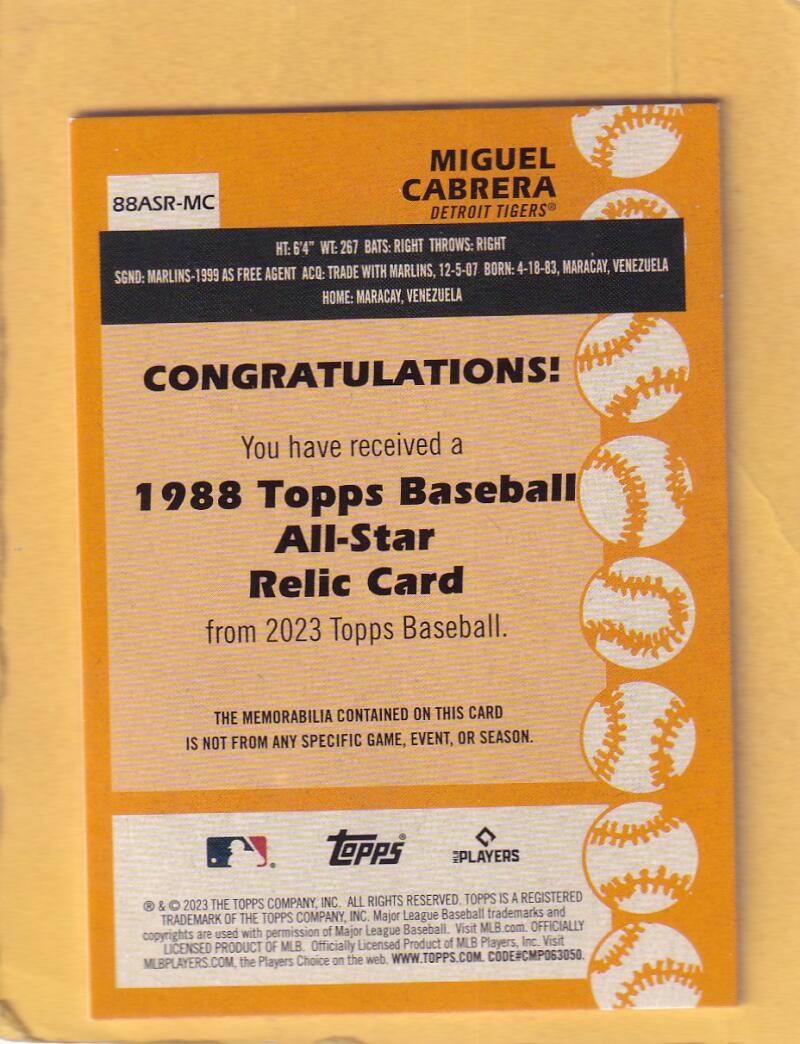 88ASR-MC
MIGUEL
CABRERA
DETROIT TIGERS®
HT: 6'4" WT: 267 BATS: RIGHT THROWS: RIGHT
SGND: MARLINS-1999 AS FREE AGENT ACQ: TRADE WITH MARLINS, 12-5-07 BORN: 4-18-83, MARACAY, VENEZUELA
HOME: MARACAY, VENEZUELA
CONGRATULATIONS!
You have received a
1988 Topps Baseball
All-Star
Relic Card
from 2023 Topps Baseball.
THE MEMORABILIA CONTAINED ON THIS CARD
IS NOT FROM ANY SPECIFIC GAME, EVENT, OR SEASON.
Topps®
MLB PLAYERS
® & © 2023 THE TOPPS COMPANY, INC. ALL RIGHTS RESERVED. TOPPS IS A REGISTERED
TRADEMARK OF THE TOPPS COMPANY, INC. Major League Baseball trademarks and
copyrights are used with permission of Major League Baseball. Visit MLB.com. OFFICIALLY
LICENSED PRODUCT OF MLB. Officially Licensed Product of MLB Players, Inc. Visit
MLBPLAYERS.COM, the Players Choice on the web. WWW.TOPPS.COM. CODE#CMP063050.